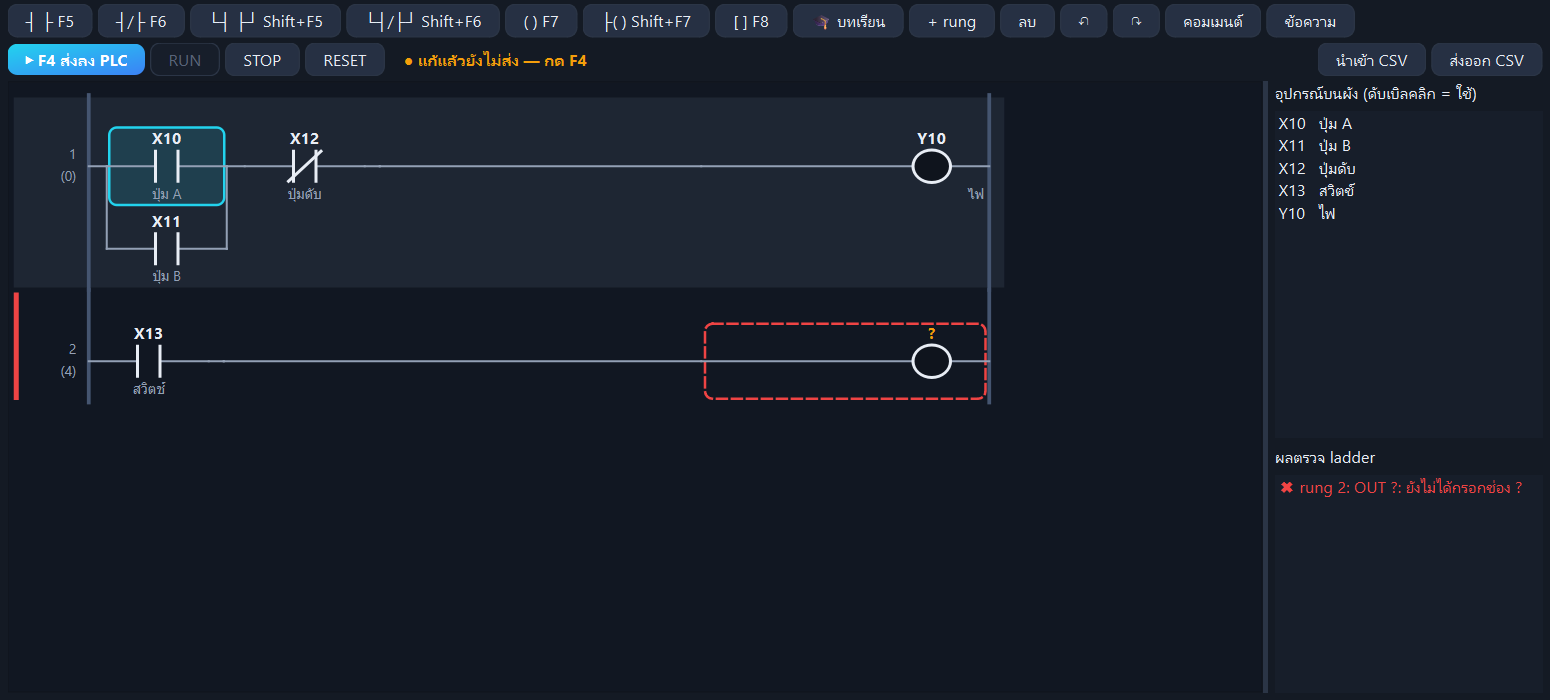 ┤ ├ F5 ┤/├ F6 └┤ ├┘ Shift+F5 └┤/├┘ Shift+F6 ( ) F7 ├( ) Shift+F7 [ ] F8 บทเรียน + rung ลบ ↶ ↷ คอมเมนต์ ข้อความ
▶ F4 ส่งลง PLC RUN STOP RESET ● แก้แล้วยังไม่ส่ง — กด F4 นำเข้า CSV ส่งออก CSV
อุปกรณ์บนผัง (ดับเบิลคลิก = ใช้)
X10 ปุ่ม A
X11 ปุ่ม B
X12 ปุ่มดับ
X13 สวิตช์
Y10 ไฟ
X10 X12 Y10
1
(0)
ปุ่ม A ปุ่มดับ ไฟ
X11
ปุ่ม B
X13 ?
2
(4)
สวิตช์
ผลตรวจ ladder
✖ rung 2: OUT ?: ยังไม่ได้กรอกช่อง ?